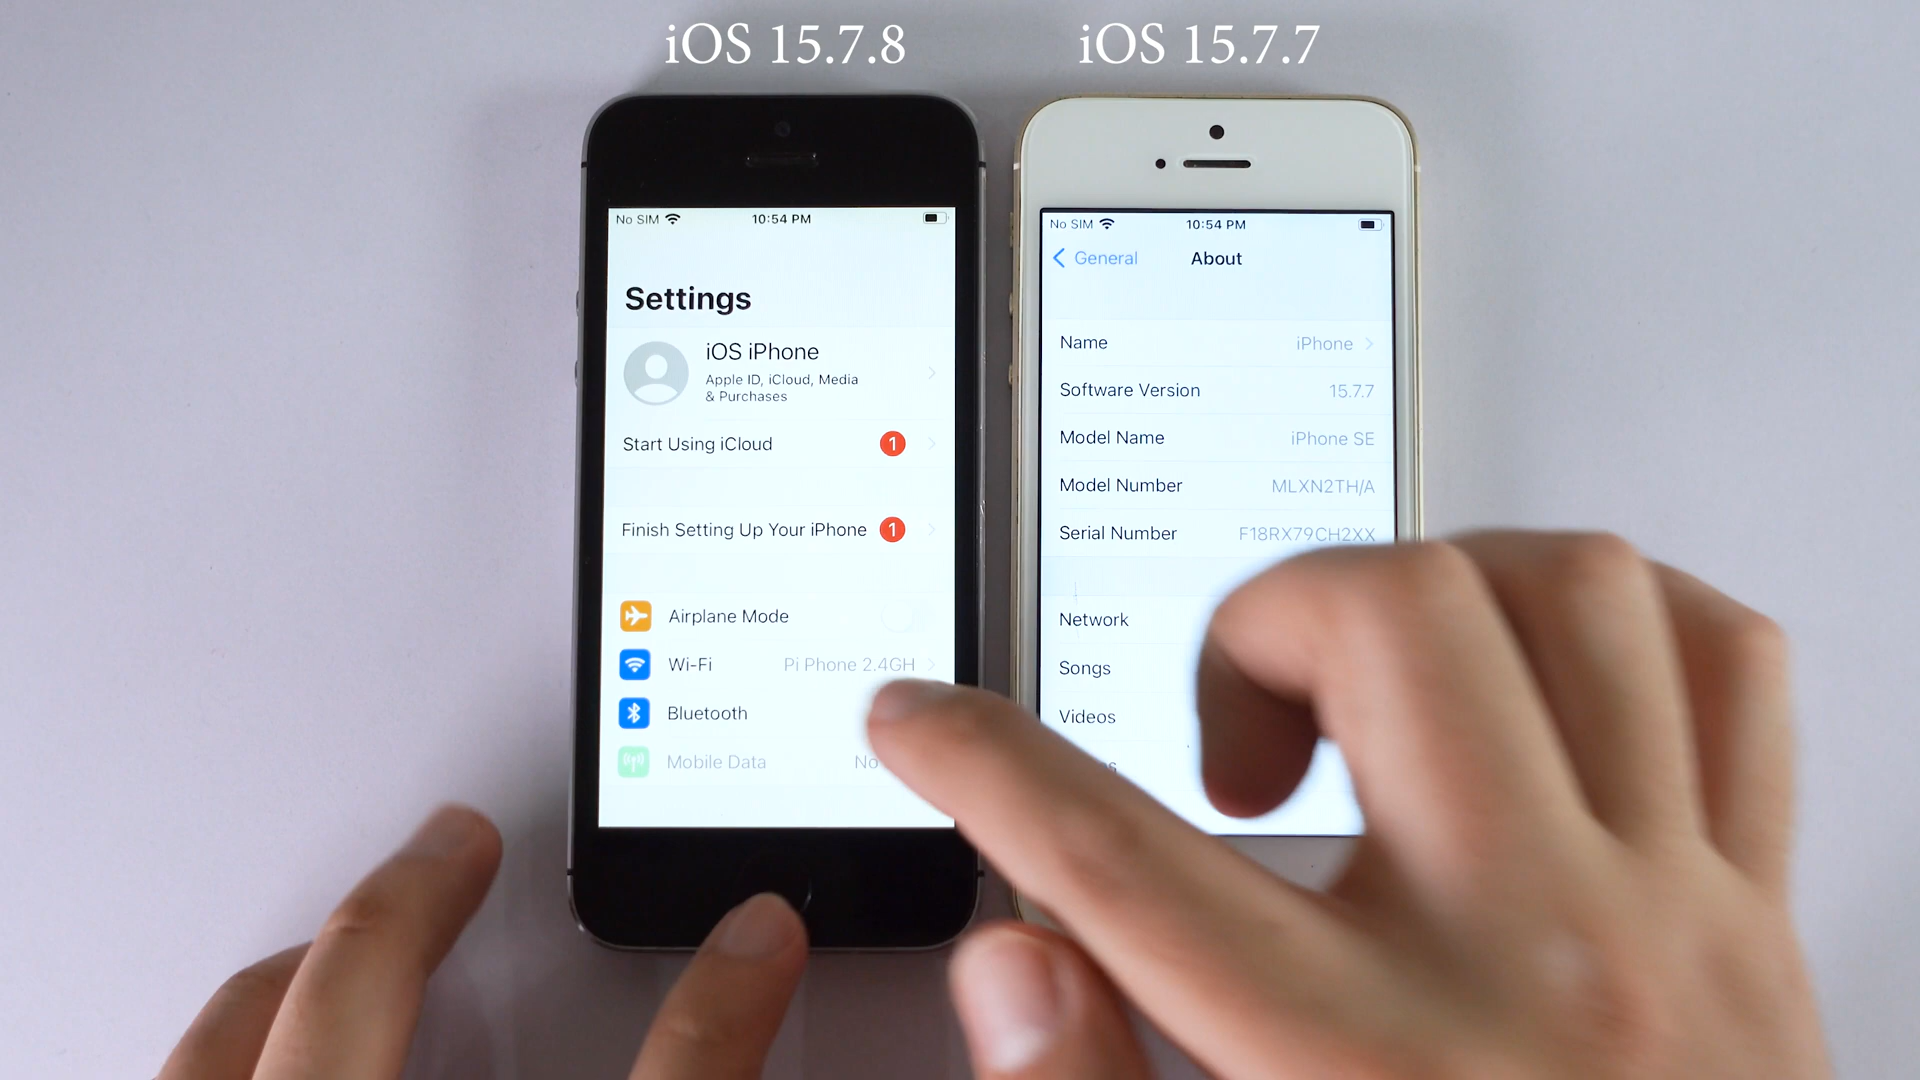 iOS 15.7.8
iOS 15.7.7
No SIM
10:54 PM
Settings
iOS iPhone
Apple ID, iCloud, Media
& Purchases
Start Using iCloud
1
Finish Setting Up Your iPhone
1
Airplane Mode
Wi-Fi
Pi Phone 2.4GH
Bluetooth
Mobile Data
No
No SIM
10:54 PM
General
About
Name
iPhone
Software Version
15.7.7
Model Name
iPhone SE
Model Number
MLXN2TH/A
Serial Number
F18RX79CH2XX
Network
Songs
Videos